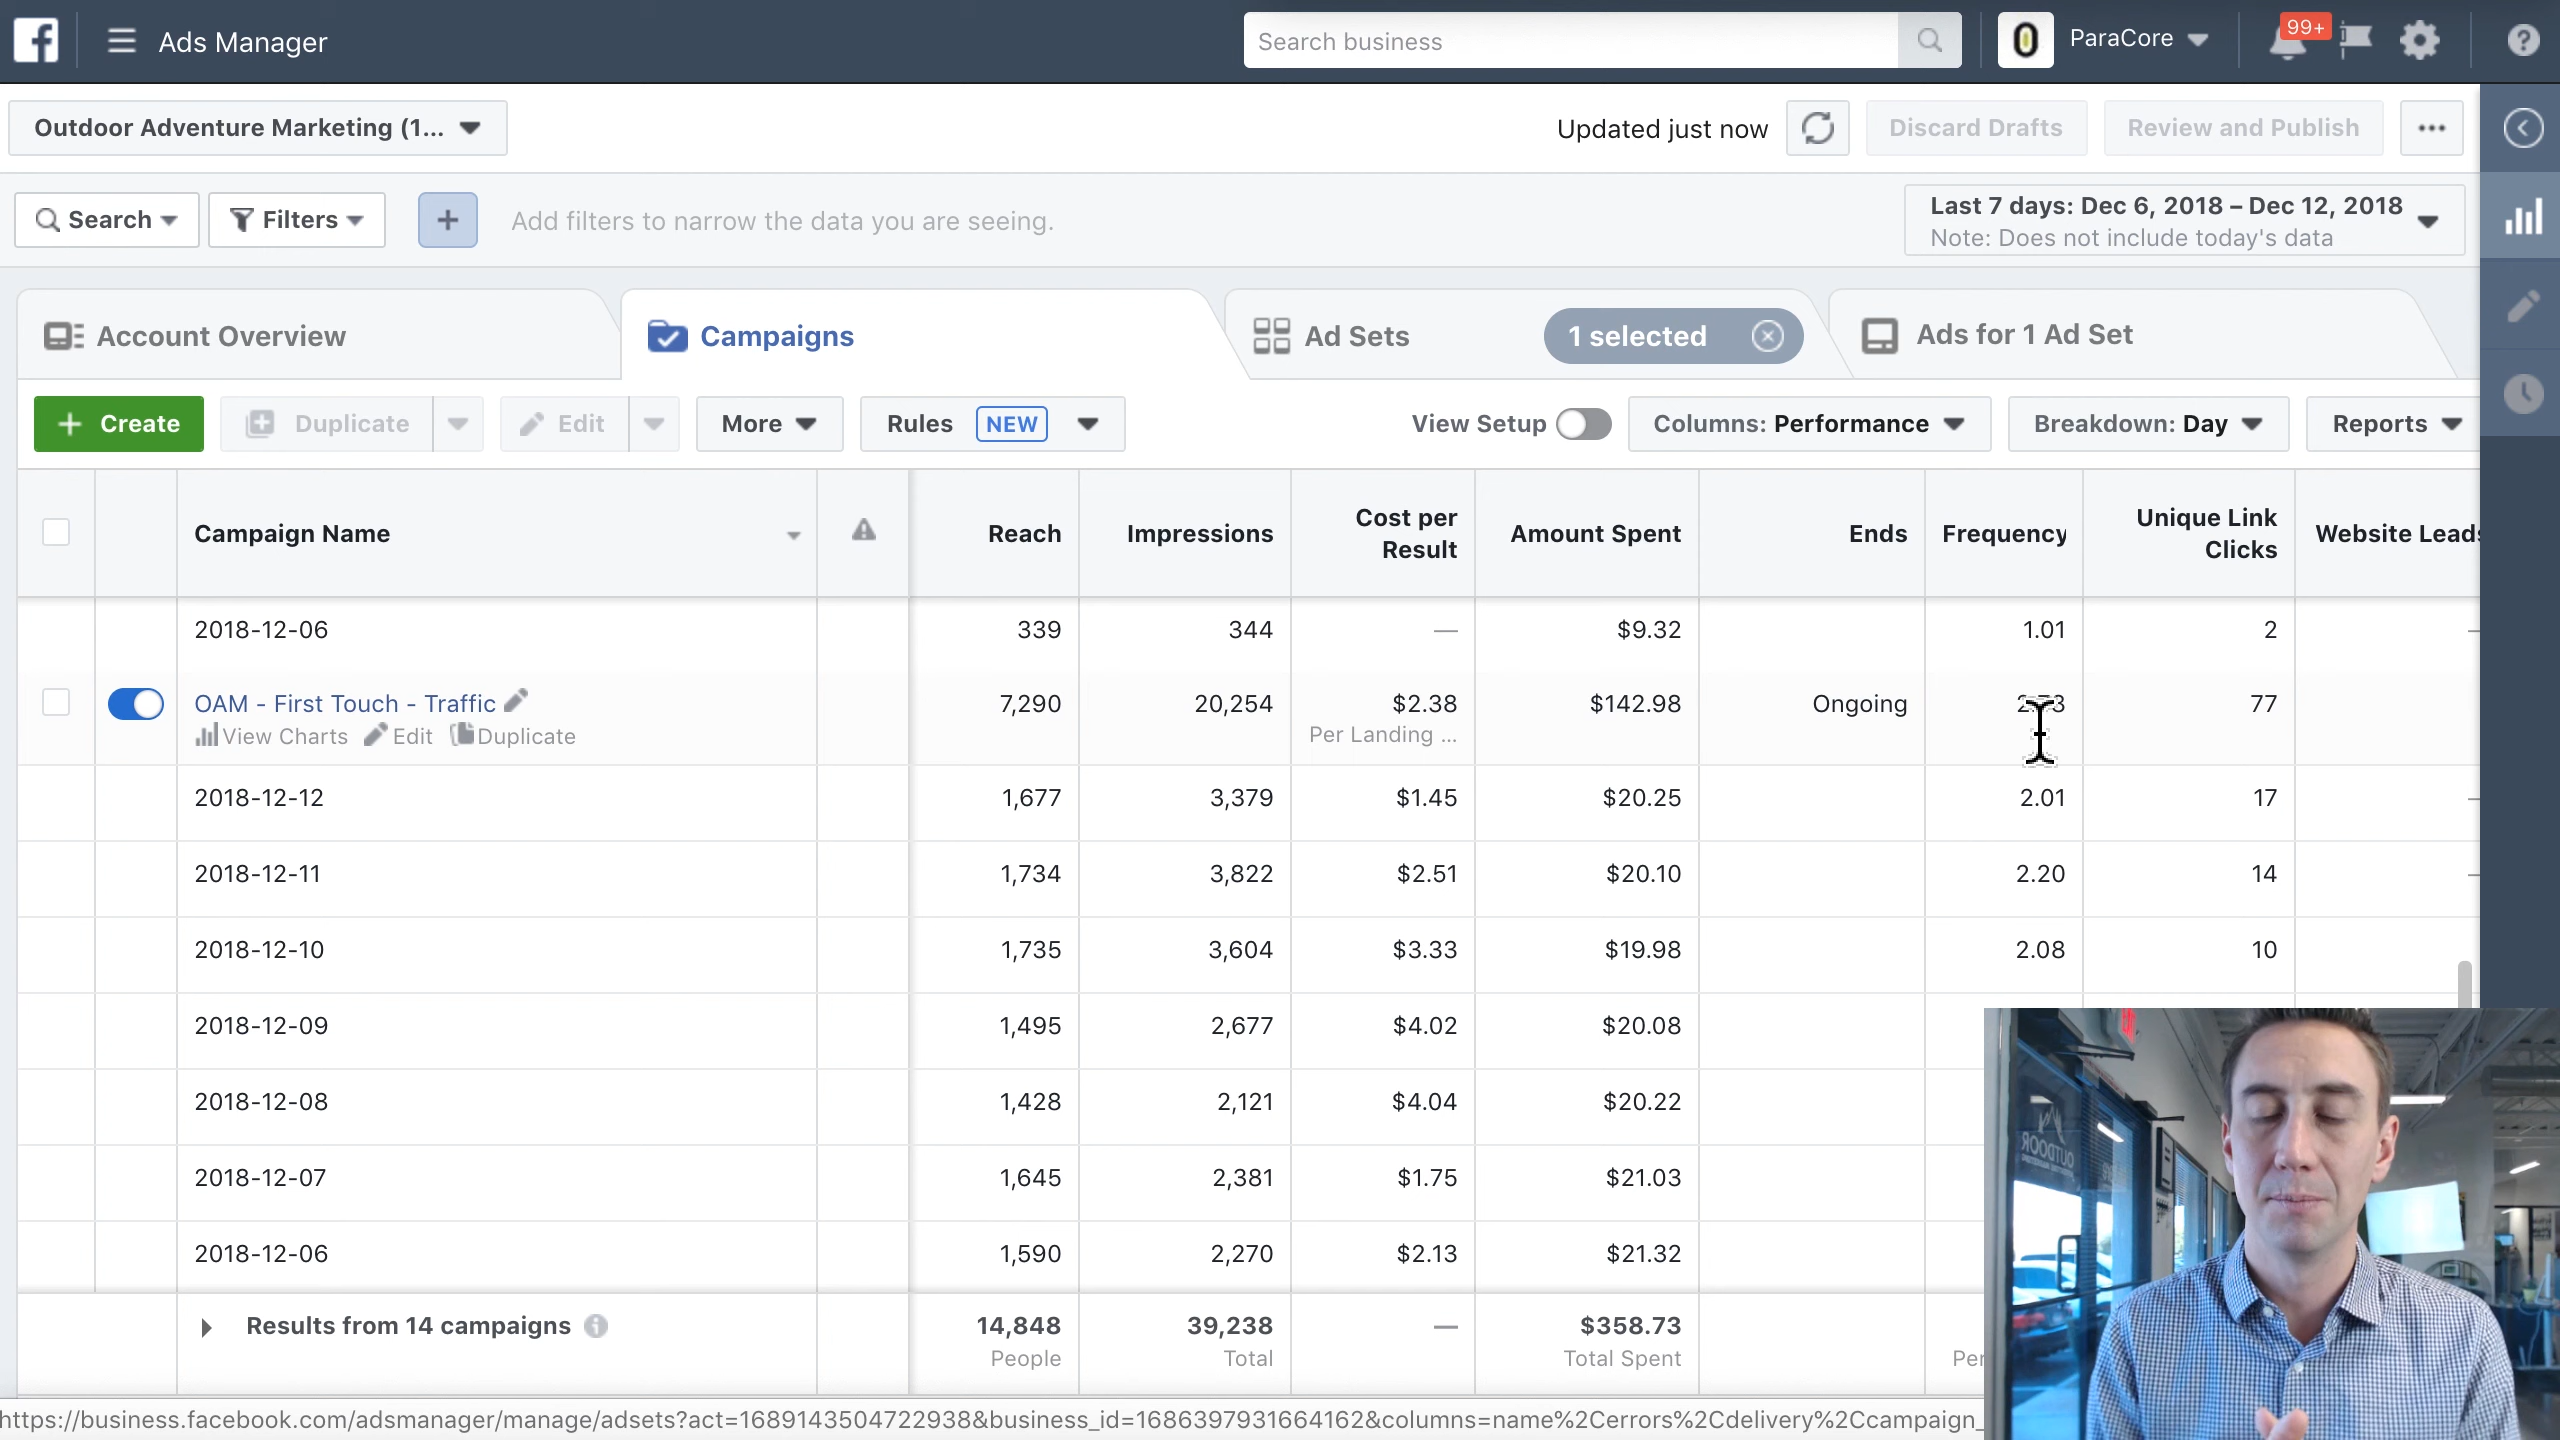 Ads Manager
Search business
ParaCore
99+
Outdoor Adventure Marketing (1...
Updated just now
Discard Drafts
Review and Publish
Search
Filters
Add filters to narrow the data you are seeing.
Last 7 days: Dec 6, 2018 – Dec 12, 2018
Note: Does not include today's data
Account Overview
Campaigns
Ad Sets
1 selected
Ads for 1 Ad Set
Create
Duplicate
Edit
More
Rules NEW
View Setup
Columns: Performance
Breakdown: Day
Reports
Campaign Name
Reach
Impressions
Cost per
Result
Amount Spent
Ends
Frequency
Unique Link
Clicks
Website Leads
2018-12-06 339 344 — $9.32 1.01 2 —
OAM - First Touch - Traffic 7,290 20,254 $2.38 $142.98 Ongoing 77
View Charts Edit Duplicate Per Landing ...
2018-12-12 1,677 3,379 $1.45 $20.25 2.01 17 —
2018-12-11 1,734 3,822 $2.51 $20.10 2.20 14 —
2018-12-10 1,735 3,604 $3.33 $19.98 2.08 10
2018-12-09 1,495 2,677 $4.02 $20.08
2018-12-08 1,428 2,121 $4.04 $20.22
2018-12-07 1,645 2,381 $1.75 $21.03
2018-12-06 1,590 2,270 $2.13 $21.32
Results from 14 campaigns 14,848 39,238 — $358.73
People Total Total Spent Per
https://business.facebook.com/adsmanager/manage/adsets?act=1689143504722938&business_id=1686397931664162&columns=name%2Cerrors%2Cdelivery%2Ccampaign_
OUTDOOR